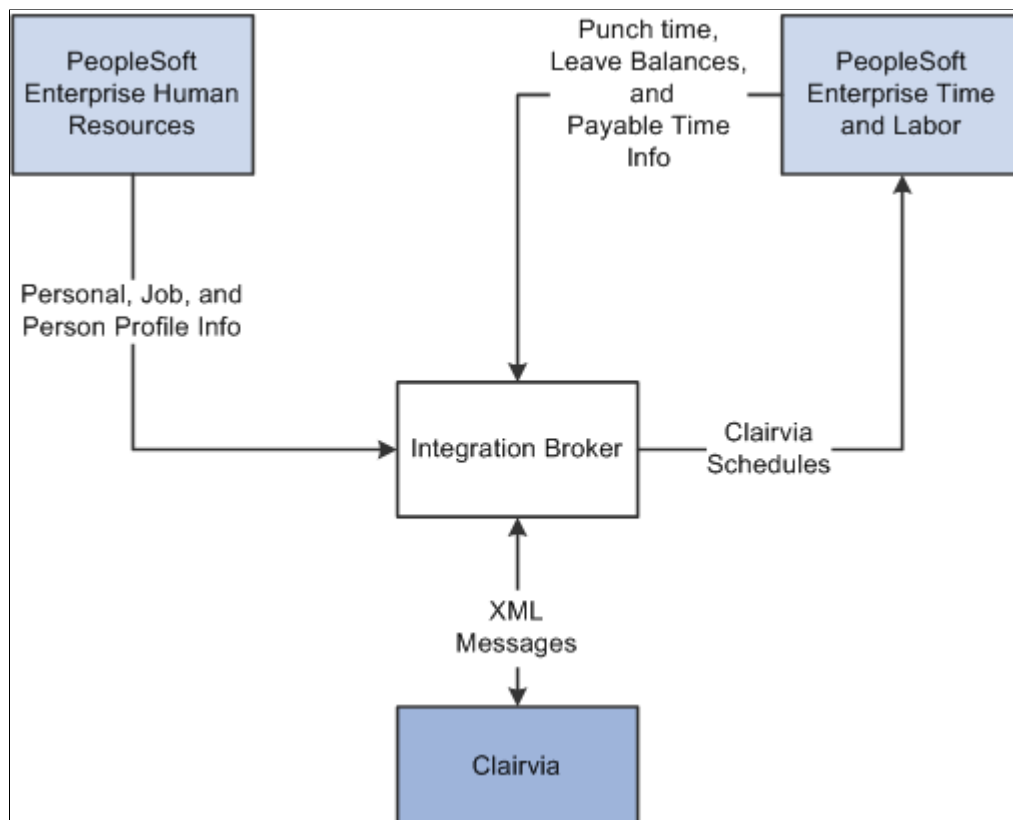 PeopleSoft
Enterprise Human
Resources
Punch time,
Leave Balances,
and
Payable Time
Info
PeopleSoft
Enterprise Time
and Labor
Personal, Job, and
Person Profile Info
Integration Broker
Clairvia
Schedules
XML
Messages
Clairvia